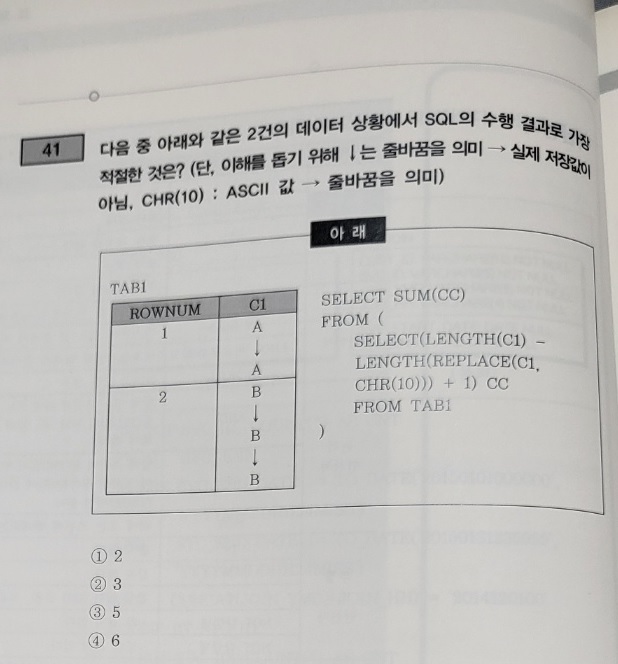 41
다음 중 아래와 같은 2건의 데이터 상황에서 SQL의 수행 결과로 가장
적절한 것은? (단, 이해를 돕기 위해 ↓는 줄바꿈을 의미 → 실제 저장값이
아님, CHR(10) : ASCII 값 → 줄바꿈을 의미)
아 래
TAB1
ROWNUM C1
1 A
↓
A
2 B
↓
B
↓
B
SELECT SUM(CC)
FROM (
SELECT(LENGTH(C1) -
LENGTH(REPLACE(C1,
CHR(10))) + 1) CC
FROM TAB1
)
① 2
② 3
③ 5
④ 6